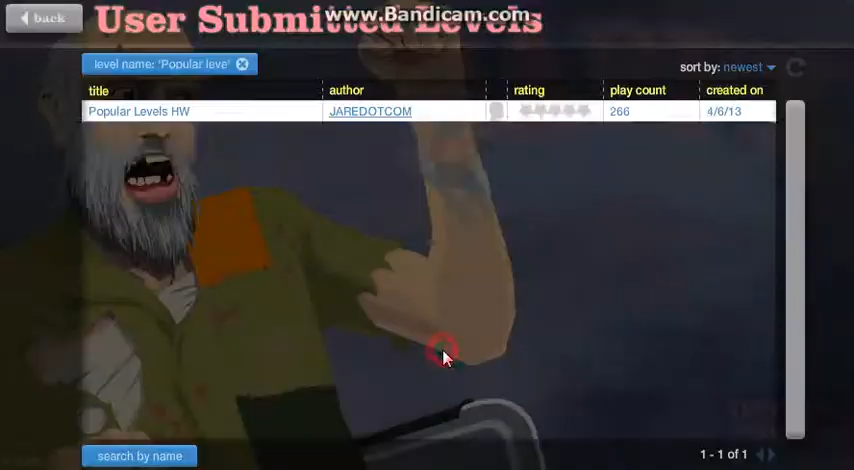 back
User Submitted Levels
www.Bandicam.com
level name: 'Popular leve'
sort by: newest
title author rating play count created on
Popular Levels HW JAREDOTCOM 266 4/6/13
search by name
1 - 1 of 1